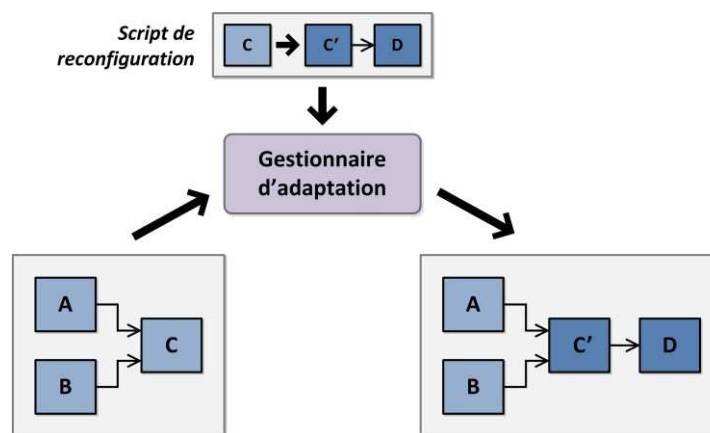 Script de
reconfiguration
C C' D
Gestionnaire
d'adaptation
A
C
B
A
C' D
B